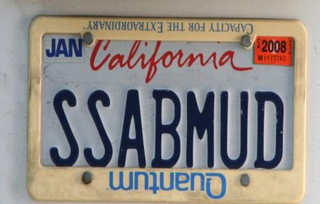 CAPACITY FOR THE EXTRAORDINARY
JAN California 2008
SSABMUD
Quantum